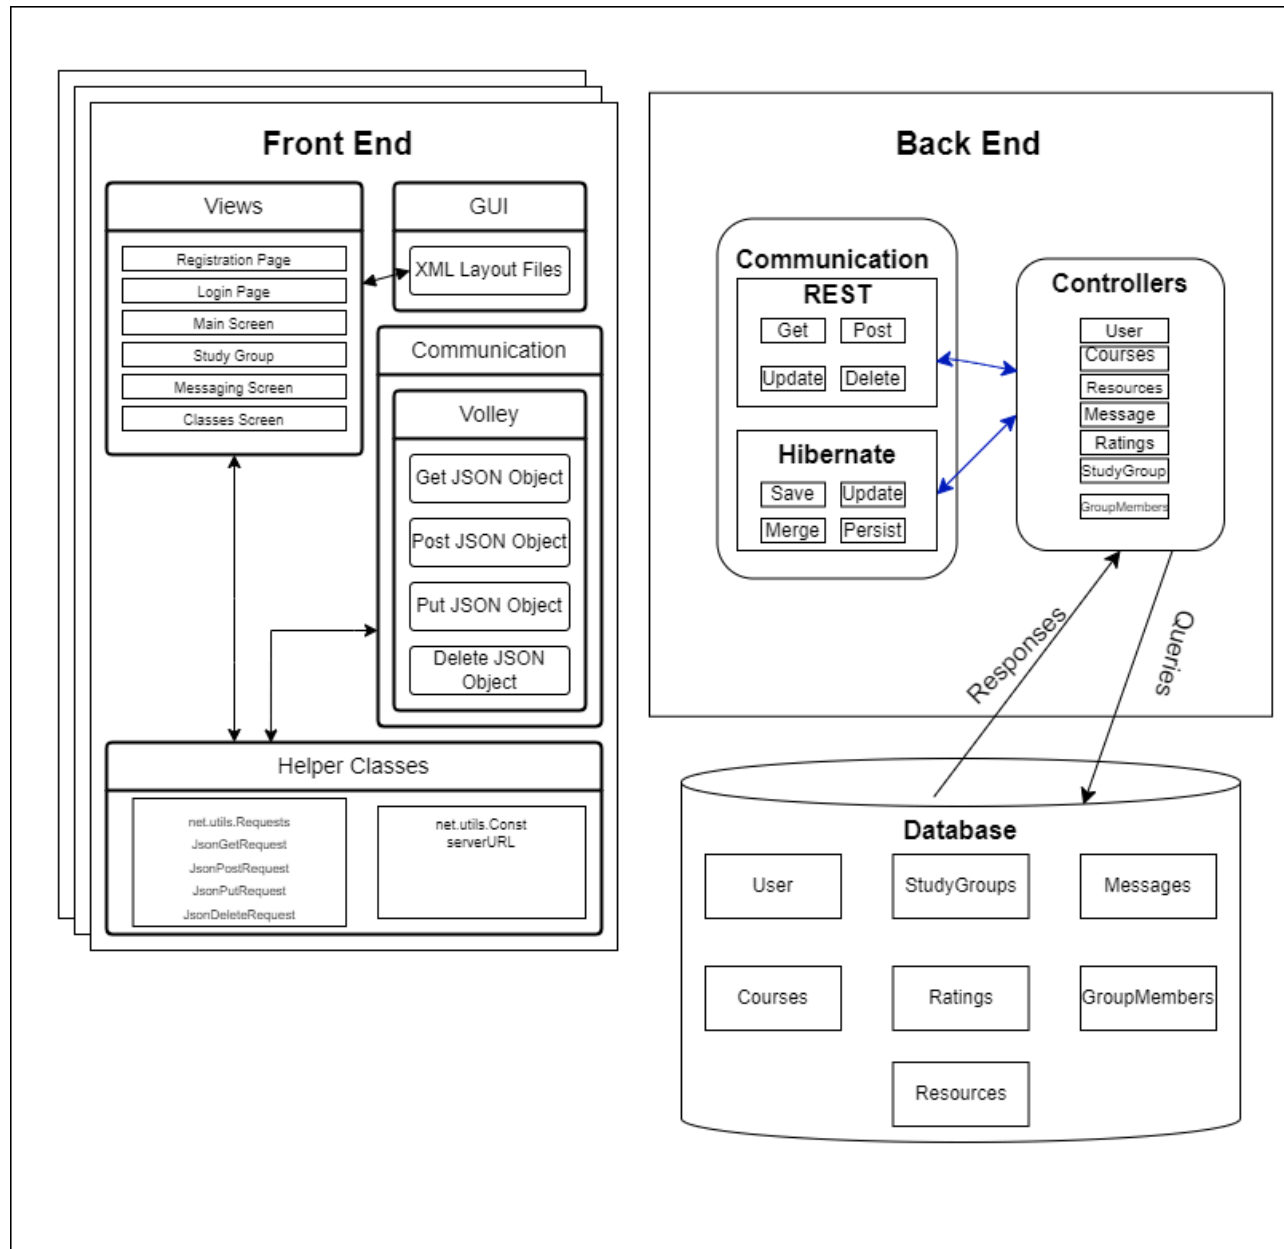 Front End
Views
Registration Page
Login Page
Main Screen
Study Group
Messaging Screen
Classes Screen
GUI
XML Layout Files
Communication
Volley
Get JSON Object
Post JSON Object
Put JSON Object
Delete JSON
Object
Helper Classes
net.utils.Requests
JsonGetRequest
JsonPostRequest
JsonPutRequest
JsonDeleteRequest
net.utils.Const
serverURL
Back End
Communication
REST
Get
Post
Update
Delete
Hibernate
Save
Update
Merge
Persist
Controllers
User
Courses
Resources
Message
Ratings
StudyGroup
GroupMembers
Responses
Queries
Database
User
StudyGroups
Messages
Courses
Ratings
GroupMembers
Resources